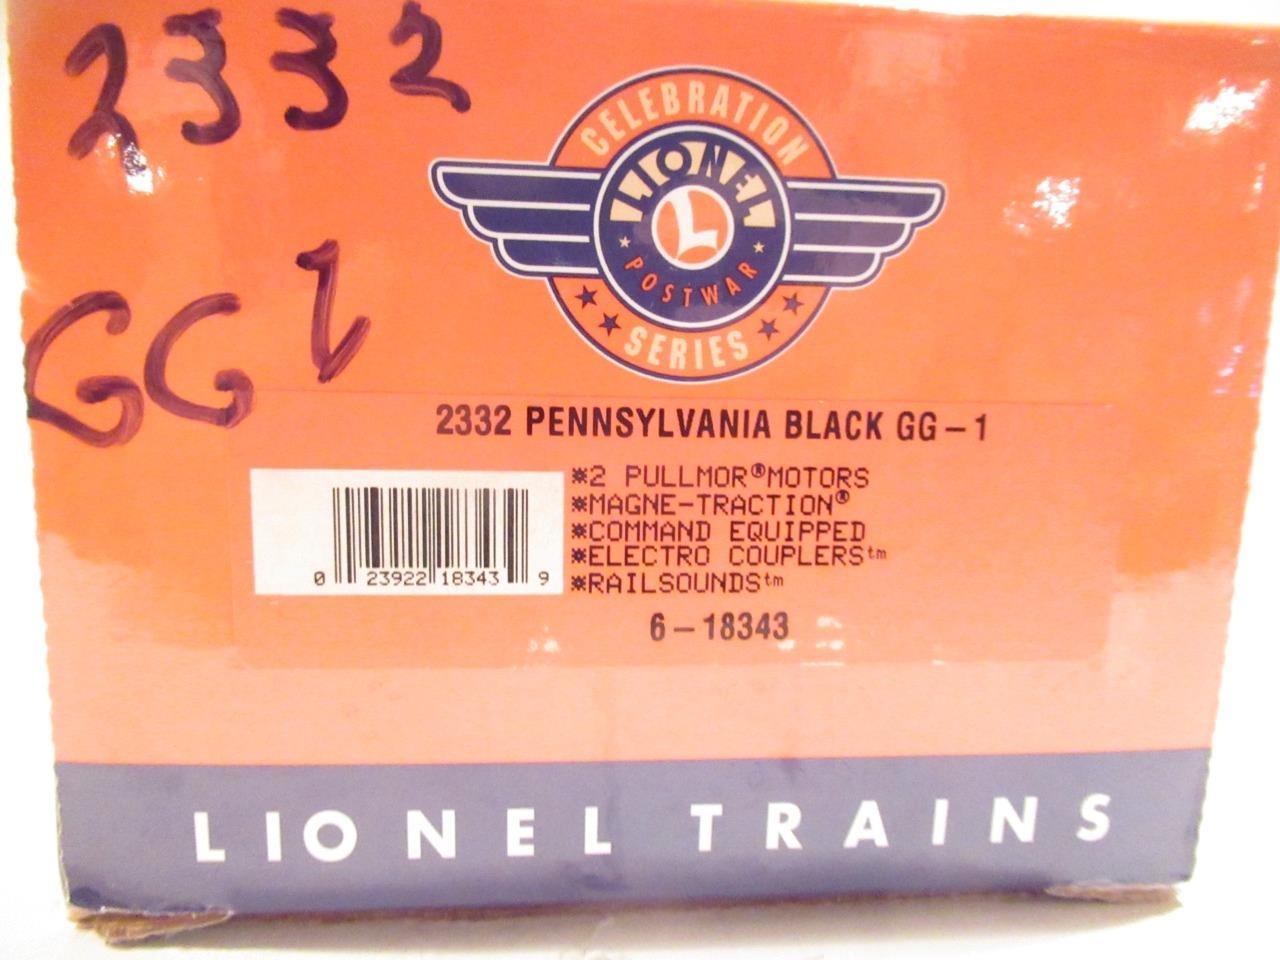 2332
GG1
CELEBRATION
LIONEL
L
POSTWAR
SERIES
2332 PENNSYLVANIA BLACK GG-1
*2 PULLMOR®MOTORS
*MAGNE-TRACTION®
*COMMAND EQUIPPED
*ELECTRO COUPLERS™
*RAILSOUNDS™
0 23922 18343 9
6-18343
LIONEL TRAINS